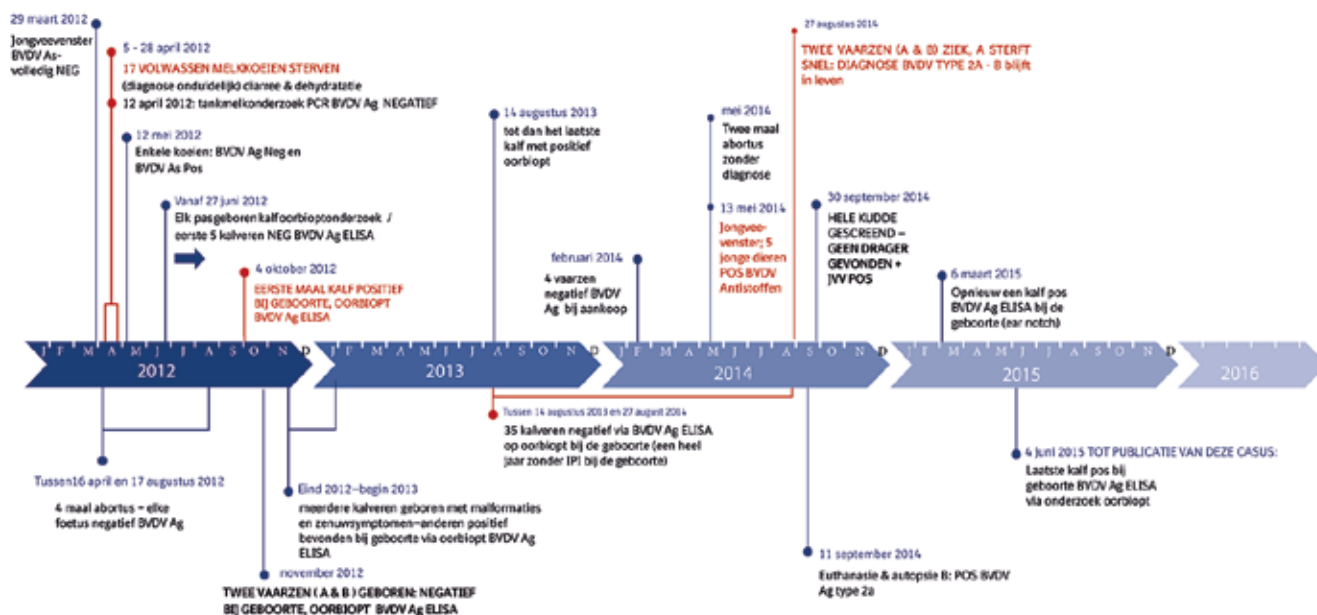 29 maart 2012
Jongveevenster
BVDV As-
volledig NEG
5 - 28 april 2012
17 VOLWASSEN MELKKOEIEN STERVEN
(diagnose onduidelijk) diarree & dehydratatie
12 april 2012: tankmelkonderzoek PCR BVDV Ag NEGATIEF
12 mei 2012
Enkele koeien: BVDV Ag Neg en
BVDV As Pos
Vanaf 27 juni 2012
Elk pasgeboren kalf oorbioptonderzoek /
eerste 5 kalveren NEG BVDV Ag ELISA
4 oktober 2012
EERSTE MAAL KALF POSITIEF
BIJ GEBOORTE, OORBIOPT
BVDV Ag ELISA
14 augustus 2013
tot dan het laatste
kalf met positief
oorbiopt
februari 2014
4 vaarzen
negatief BVDV
Ag bij aankoop
mei 2014
Twee maal
abortus
zonder
diagnose
13 mei 2014
Jongvee-
venster; 5
jonge dieren
POS BVDV
Antistoffen
27 augustus 2014
TWEE VAARZEN (A & B) ZIEK, A STERFT
SNEL: DIAGNOSE BVDV TYPE 2A - B blijft
in leven
30 september 2014
HELE KUDDE
GESCREEND –
GEEN DRAGER
GEVONDEN +
JVV POS
6 maart 2015
Opnieuw een kalf pos
BVDV Ag ELISA bij de
geboorte (ear notch)
J F M A M J J A S O N D J F M A M J J A S O N D J F M A M J J A S O N D J F M A M J J A S O N D
2012 2013 2014 2015 2016
Tussen 16 april en 17 augustus 2012
4 maal abortus – elke
foetus negatief BVDV Ag
Eind 2012–begin 2013
meerdere kalveren geboren met malformaties
en zenuwsymptomen–anderen positief
bevonden bij geboorte via oorbiopt BVDV Ag
ELISA
november 2012
TWEE VAARZEN ( A & B ) GEBOREN: NEGATIEF
BIJ GEBOORTE, OORBIOPT BVDV Ag ELISA
Tussen 14 augustus 2013 en 27 august 2014
35 kalveren negatief via BVDV Ag ELISA
op oorbiopt bij de geboorte (een heel
jaar zonder IPI bij de geboorte)
11 september 2014
Euthanasie & autopsie B: POS BVDV
Ag type 2a
4 juni 2015 TOT PUBLICATIE VAN DEZE CASUS:
Laatste kalf pos bij
geboorte BVDV Ag ELISA
via onderzoek oorbiopt